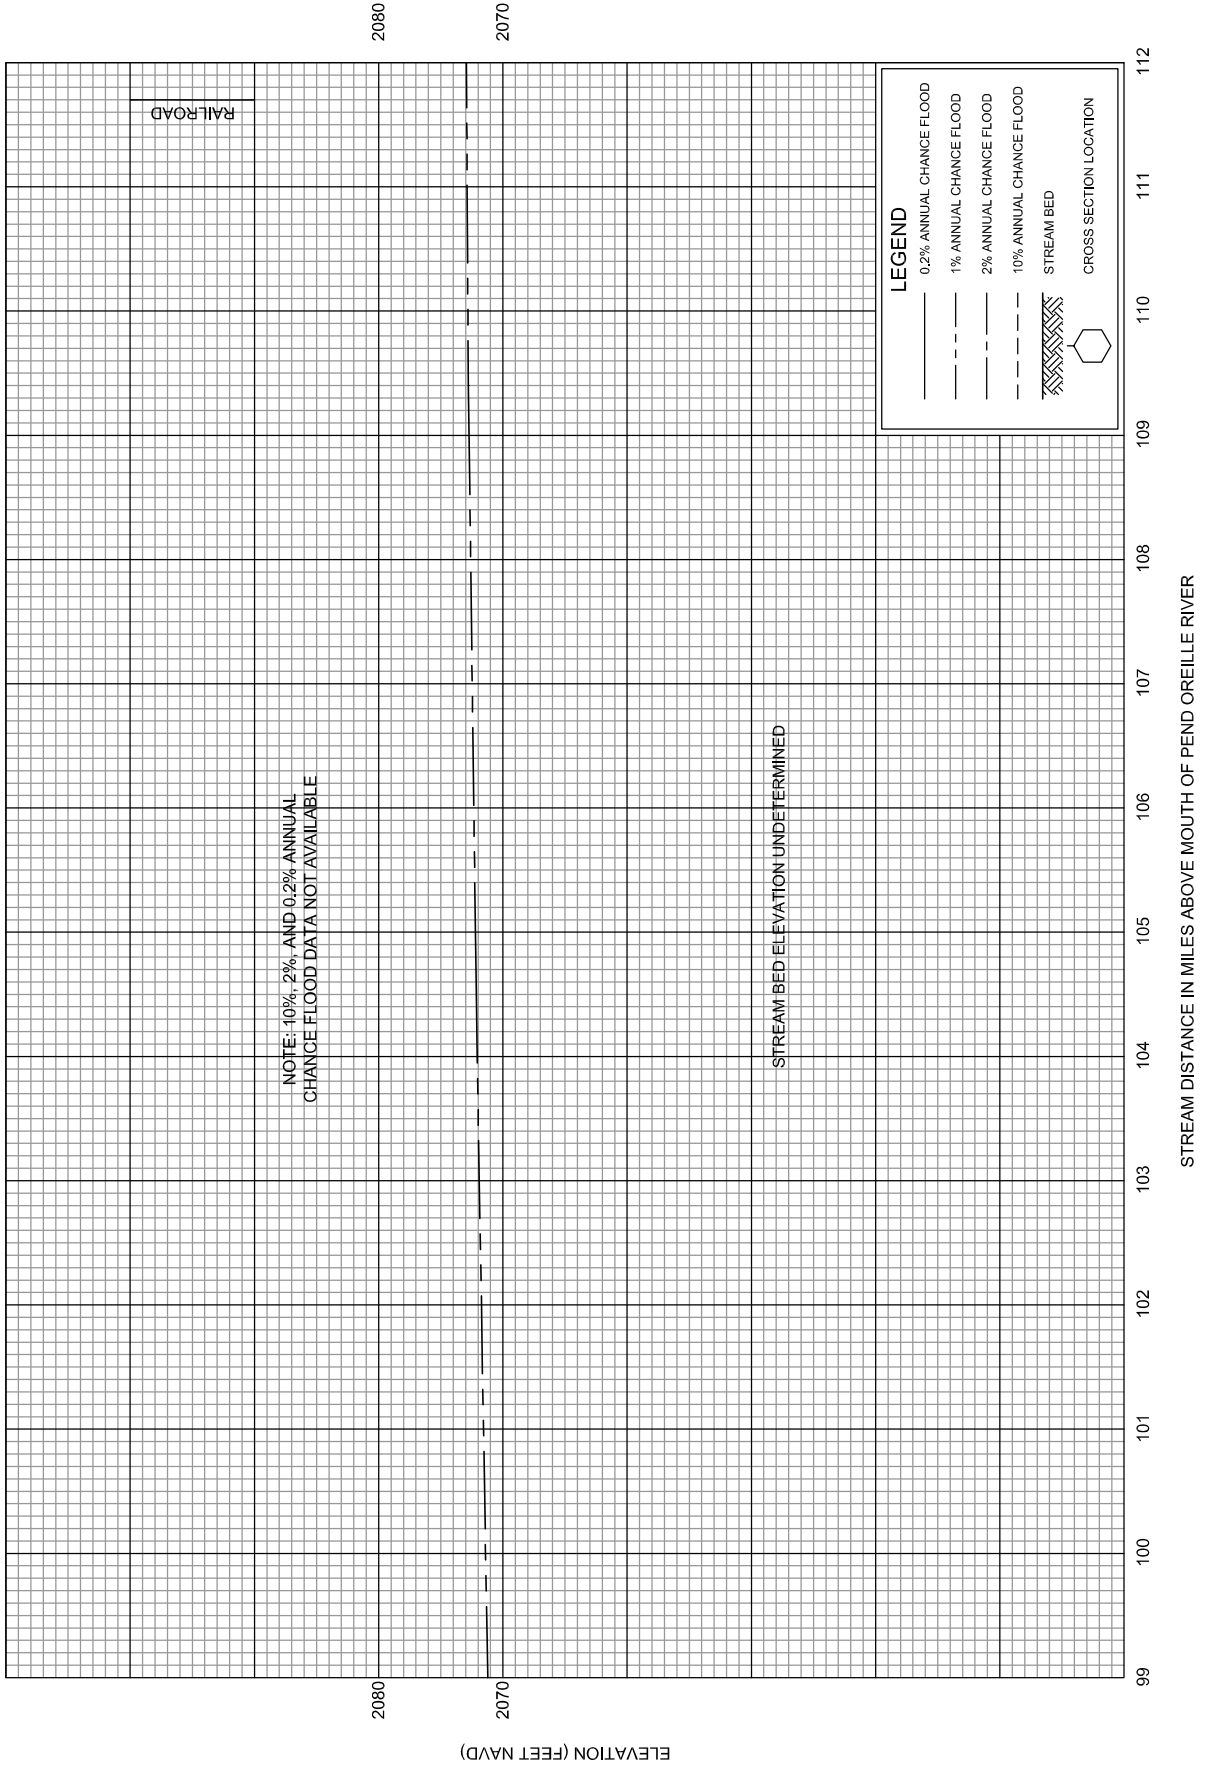 2080
2070
RAILROAD
NOTE: 10%, 2%, AND 0.2% ANNUAL
CHANCE FLOOD DATA NOT AVAILABLE
STREAM BED ELEVATION UNDETERMINED
LEGEND
0.2% ANNUAL CHANCE FLOOD
1% ANNUAL CHANCE FLOOD
2% ANNUAL CHANCE FLOOD
10% ANNUAL CHANCE FLOOD
STREAM BED
CROSS SECTION LOCATION
2080
2070
ELEVATION (FEET NAVD)
99
100
101
102
103
104
105
106
107
108
109
110
111
112
STREAM DISTANCE IN MILES ABOVE MOUTH OF PEND OREILLE RIVER